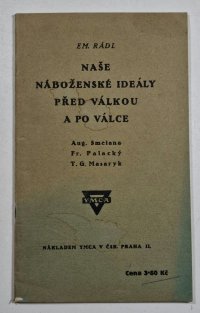 EM. RÁDL
NAŠE
NÁBOŽENSKÉ IDEÁLY
PŘED VÁLKOU
A PO VÁLCE
Aug. Smetana
Fr. Palacký
T. G. Masaryk
YMCA
NÁKLADEM YMCA V ČSR. PRAHA II.
Cena 3·60 Kč